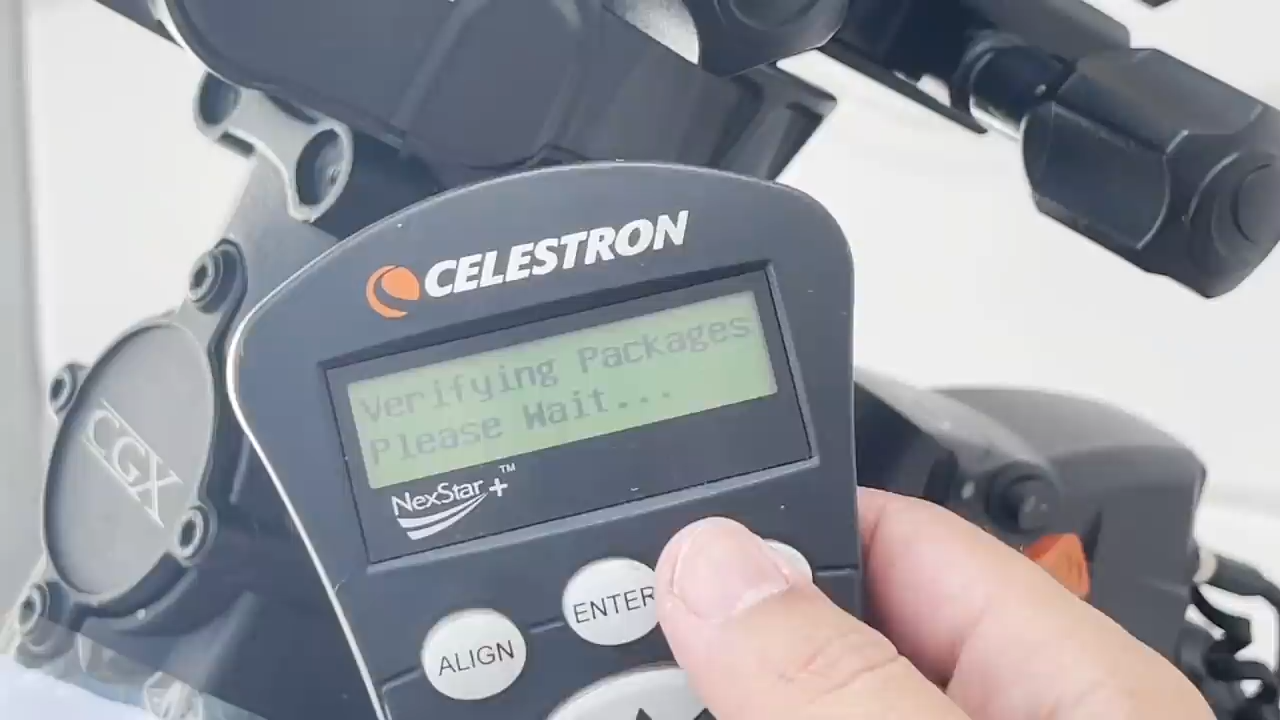 CELESTRON
Verifying Packages
Please Wait...
NexStar+™
CGX
ENTER
ALIGN